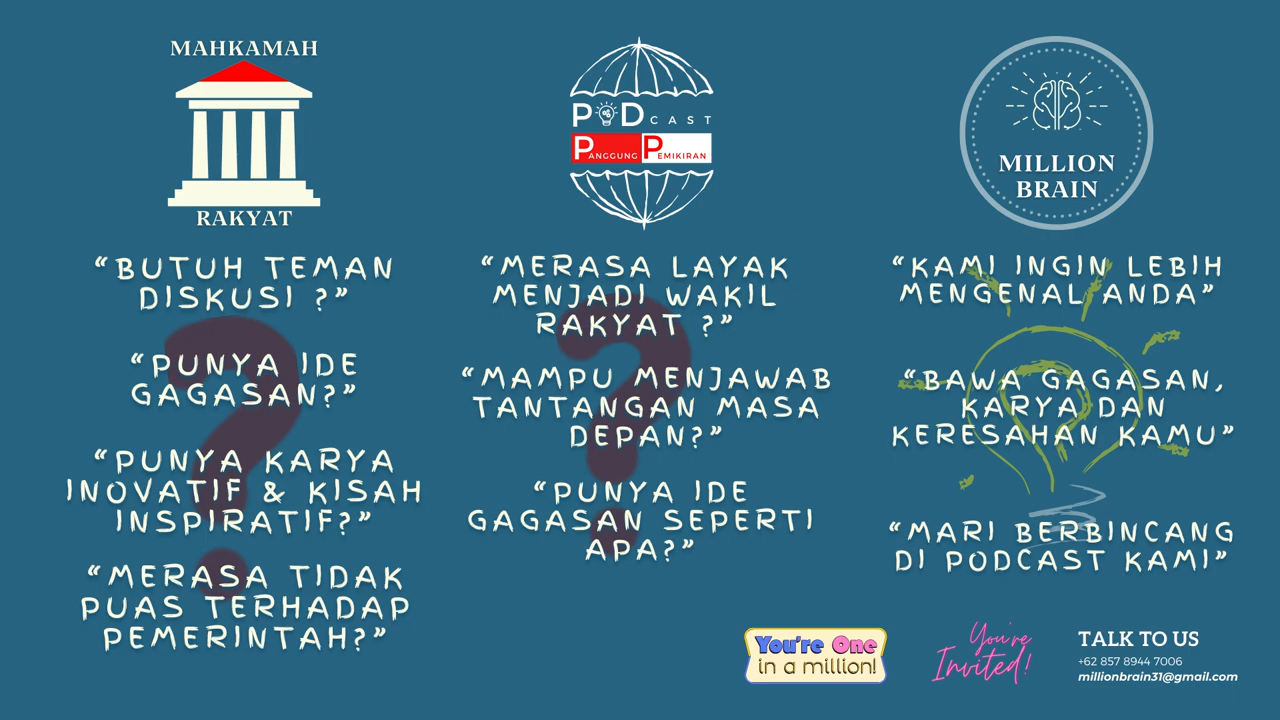 MAHKAMAH
RAKYAT
“BUTUH TEMAN
DISKUSI ?”
“PUNYA IDE
GAGASAN?”
“PUNYA KARYA
INOVATIF & KISAH
INSPIRATIF?”
“MERASA TIDAK
PUAS TERHADAP
PEMERINTAH?”
PODCAST
PANGGUNG PEMIKIRAN
“MERASA LAYAK
MENJADI WAKIL
RAKYAT ?”
“MAMPU MENJAWAB
TANTANGAN MASA
DEPAN?”
“PUNYA IDE
GAGASAN SEPERTI
APA?”
MILLION
BRAIN
“KAMI INGIN LEBIH
MENGENAL ANDA”
“BAWA GAGASAN,
KARYA DAN
KERESAHAN KAMU”
“MARI BERBINCANG
DI PODCAST KAMI”
You're One
in a million!
You're
Invited!
TALK TO US
+62 857 8944 7006
millionbrain31@gmail.com